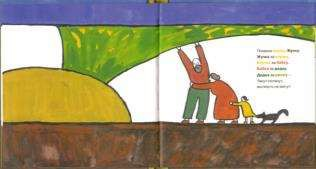 Позвала внучка Жучку.
Жучка за внучку,
внучка за бабку,
бабка за дедку,
Дедка за репку —
Тянут-потянут,
вытянуть не могут!